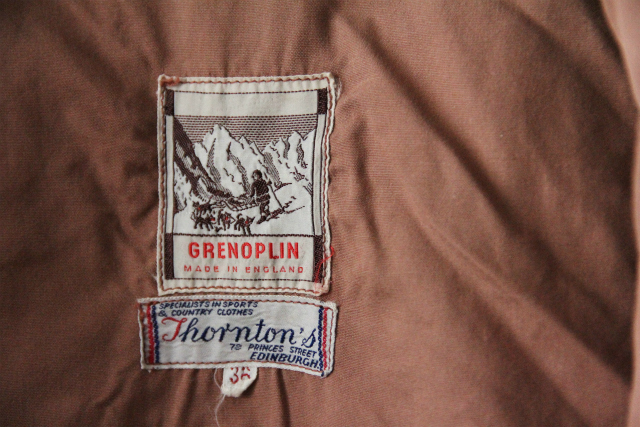 GRENOPLIN
MADE IN ENGLAND
SPECIALISTS IN SPORTS
& COUNTRY CLOTHES
Thornton's
78 PRINCES STREET
EDINBURGH.
36